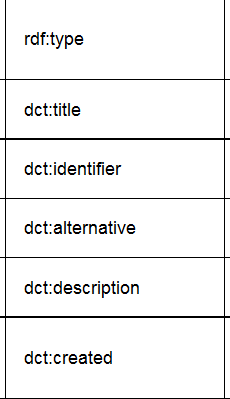 rdf:type
dct:title
dct:identifier
dct:alternative
dct:description
dct:created